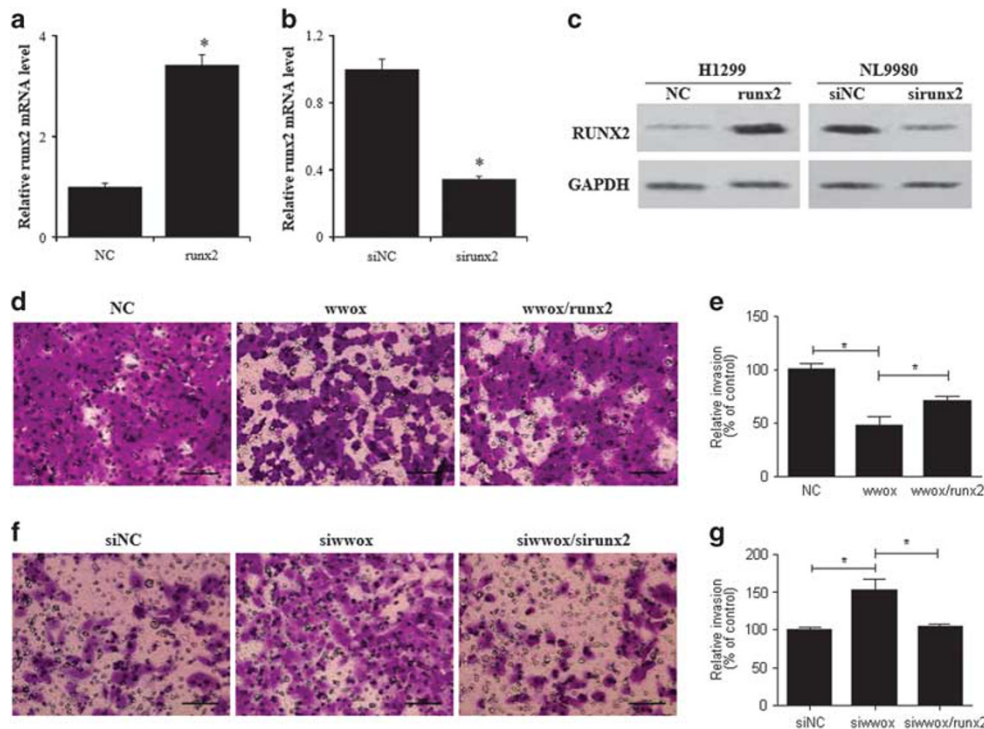 a
Relative runx2 mRNA level
4
2
0
*
NC
runx2
b
Relative runx2 mRNA level
1.2
0.8
0.4
0
*
siNC
sirunx2
c
H1299
NL9980
NC
runx2
siNC
sirunx2
RUNX2
GAPDH
d
NC
wwox
wwox/runx2
e
Relative invasion
(% of control)
150
100
50
0
*
*
NC
wwox
wwox/runx2
f
siNC
siwwox
siwwox/sirunx2
g
Relative invasion
(% of control)
200
150
100
50
0
*
*
siNC
siwwox
siwwox/runx2